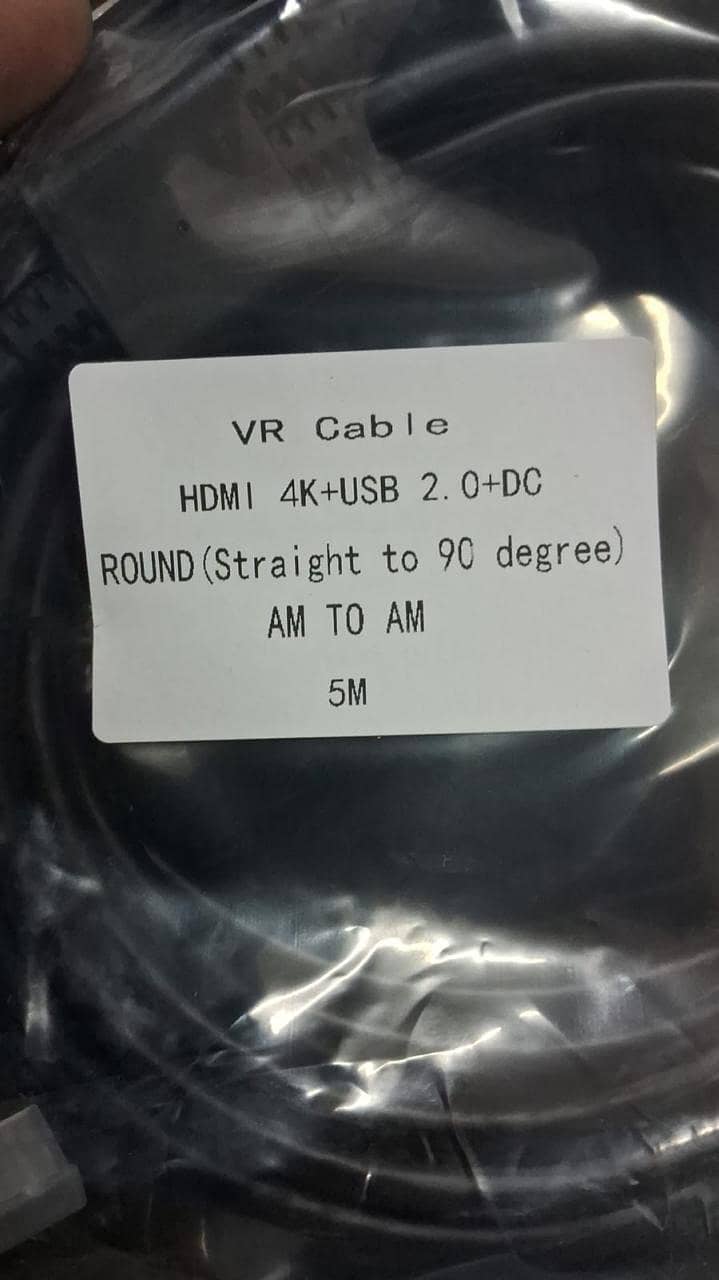 VR Cable
HDMI 4K+USB 2.0+DC
ROUND(Straight to 90 degree)
AM TO AM
5M